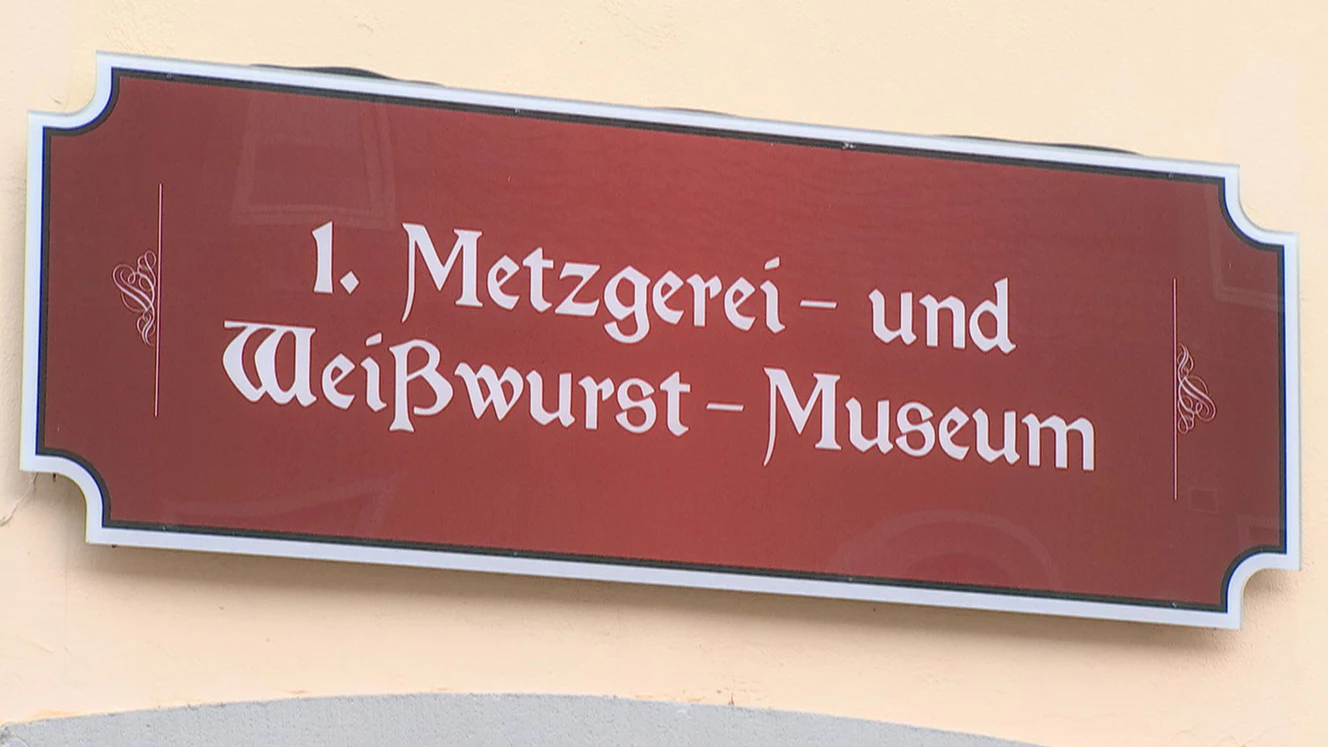 1. Metzgerei– und
Weißwurst–Museum